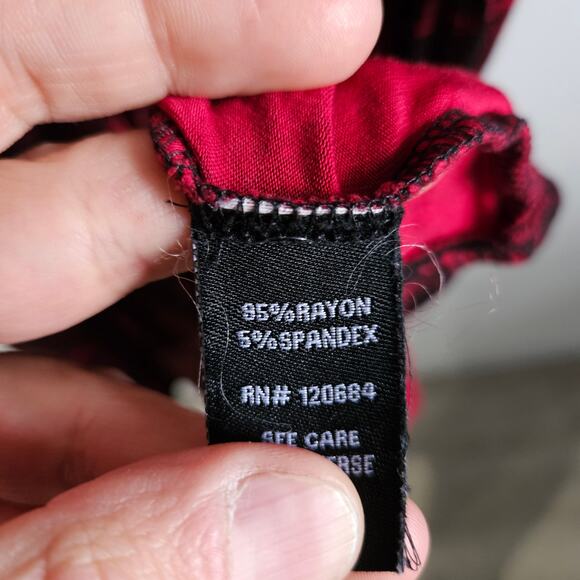 95%RAYON
5%SPANDEX
RN# 120684
SEE CARE